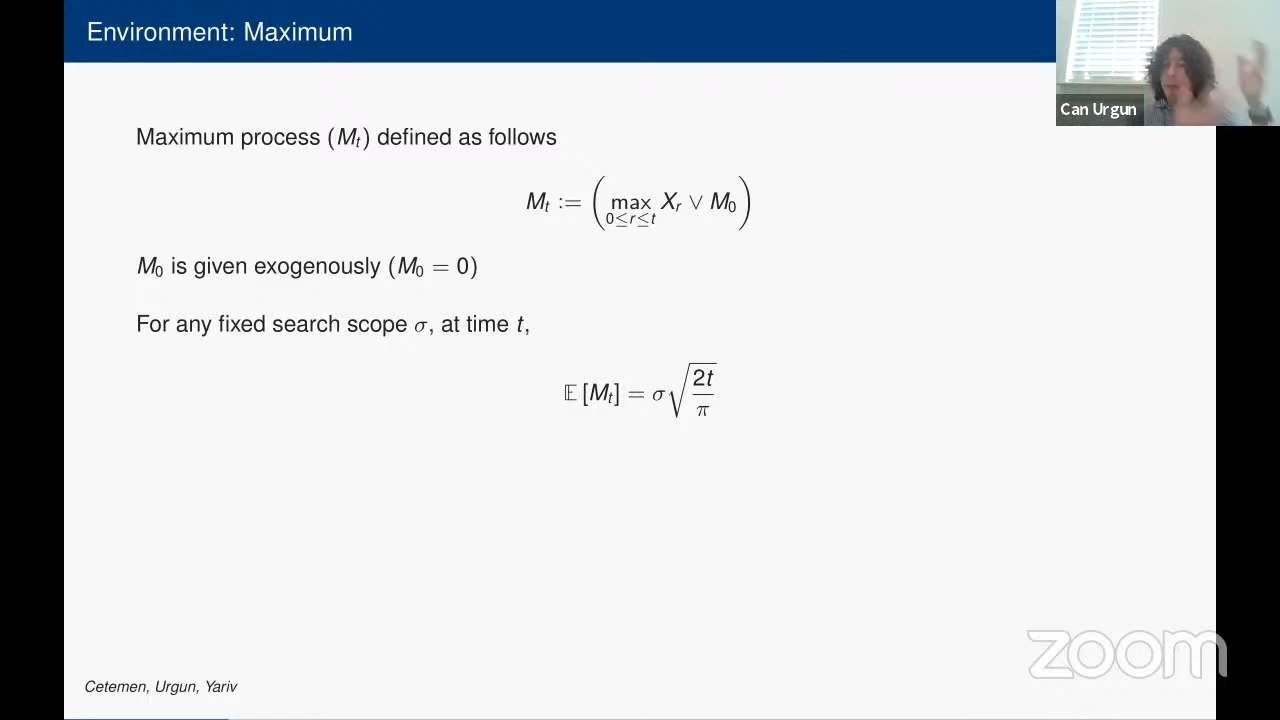 Environment: Maximum
Can Urgun
Maximum process (M_t) defined as follows
M_t := ( max_{0≤r≤t} X_r ∨ M_0 )
M_0 is given exogenously (M_0 = 0)
For any fixed search scope σ, at time t,
𝔼 [M_t] = σ√(2t/π)
zoom
Cetemen, Urgun, Yariv